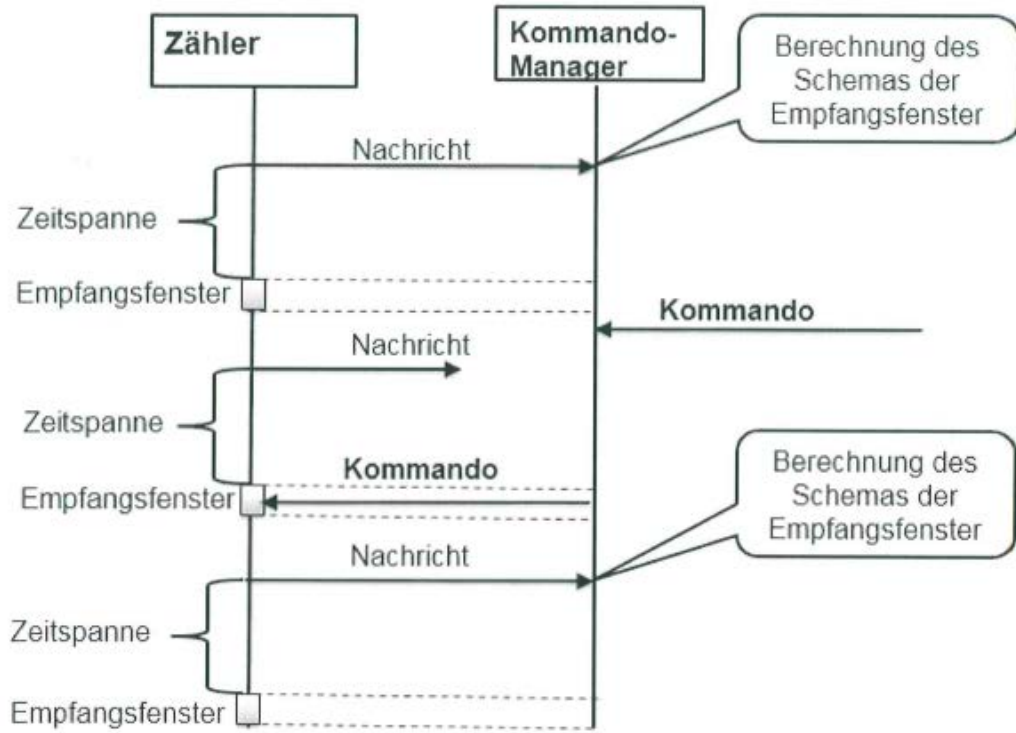 Zähler
Kommando-
Manager
Berechnung des
Schemas der
Empfangsfenster
Nachricht
Zeitspanne
Empfangsfenster
Kommando
Nachricht
Zeitspanne
Kommando
Empfangsfenster
Berechnung des
Schemas der
Empfangsfenster
Nachricht
Zeitspanne
Empfangsfenster